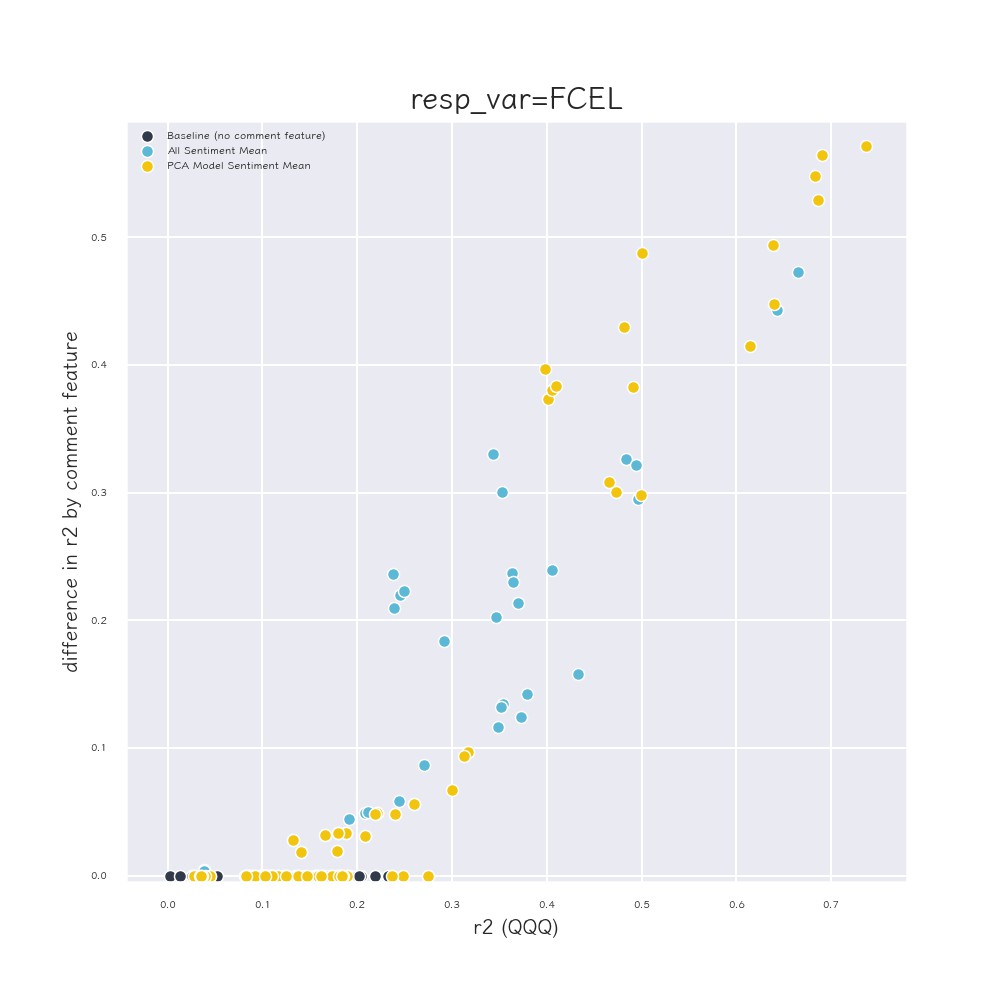 resp_var=FCEL
Baseline (no comment feature)
All Sentiment Mean
PCA Model Sentiment Mean
difference in r2 by comment feature
0.5
0.4
0.3
0.2
0.1
0.0
0.0 0.1 0.2 0.3 0.4 0.5 0.6 0.7
r2 (QQQ)